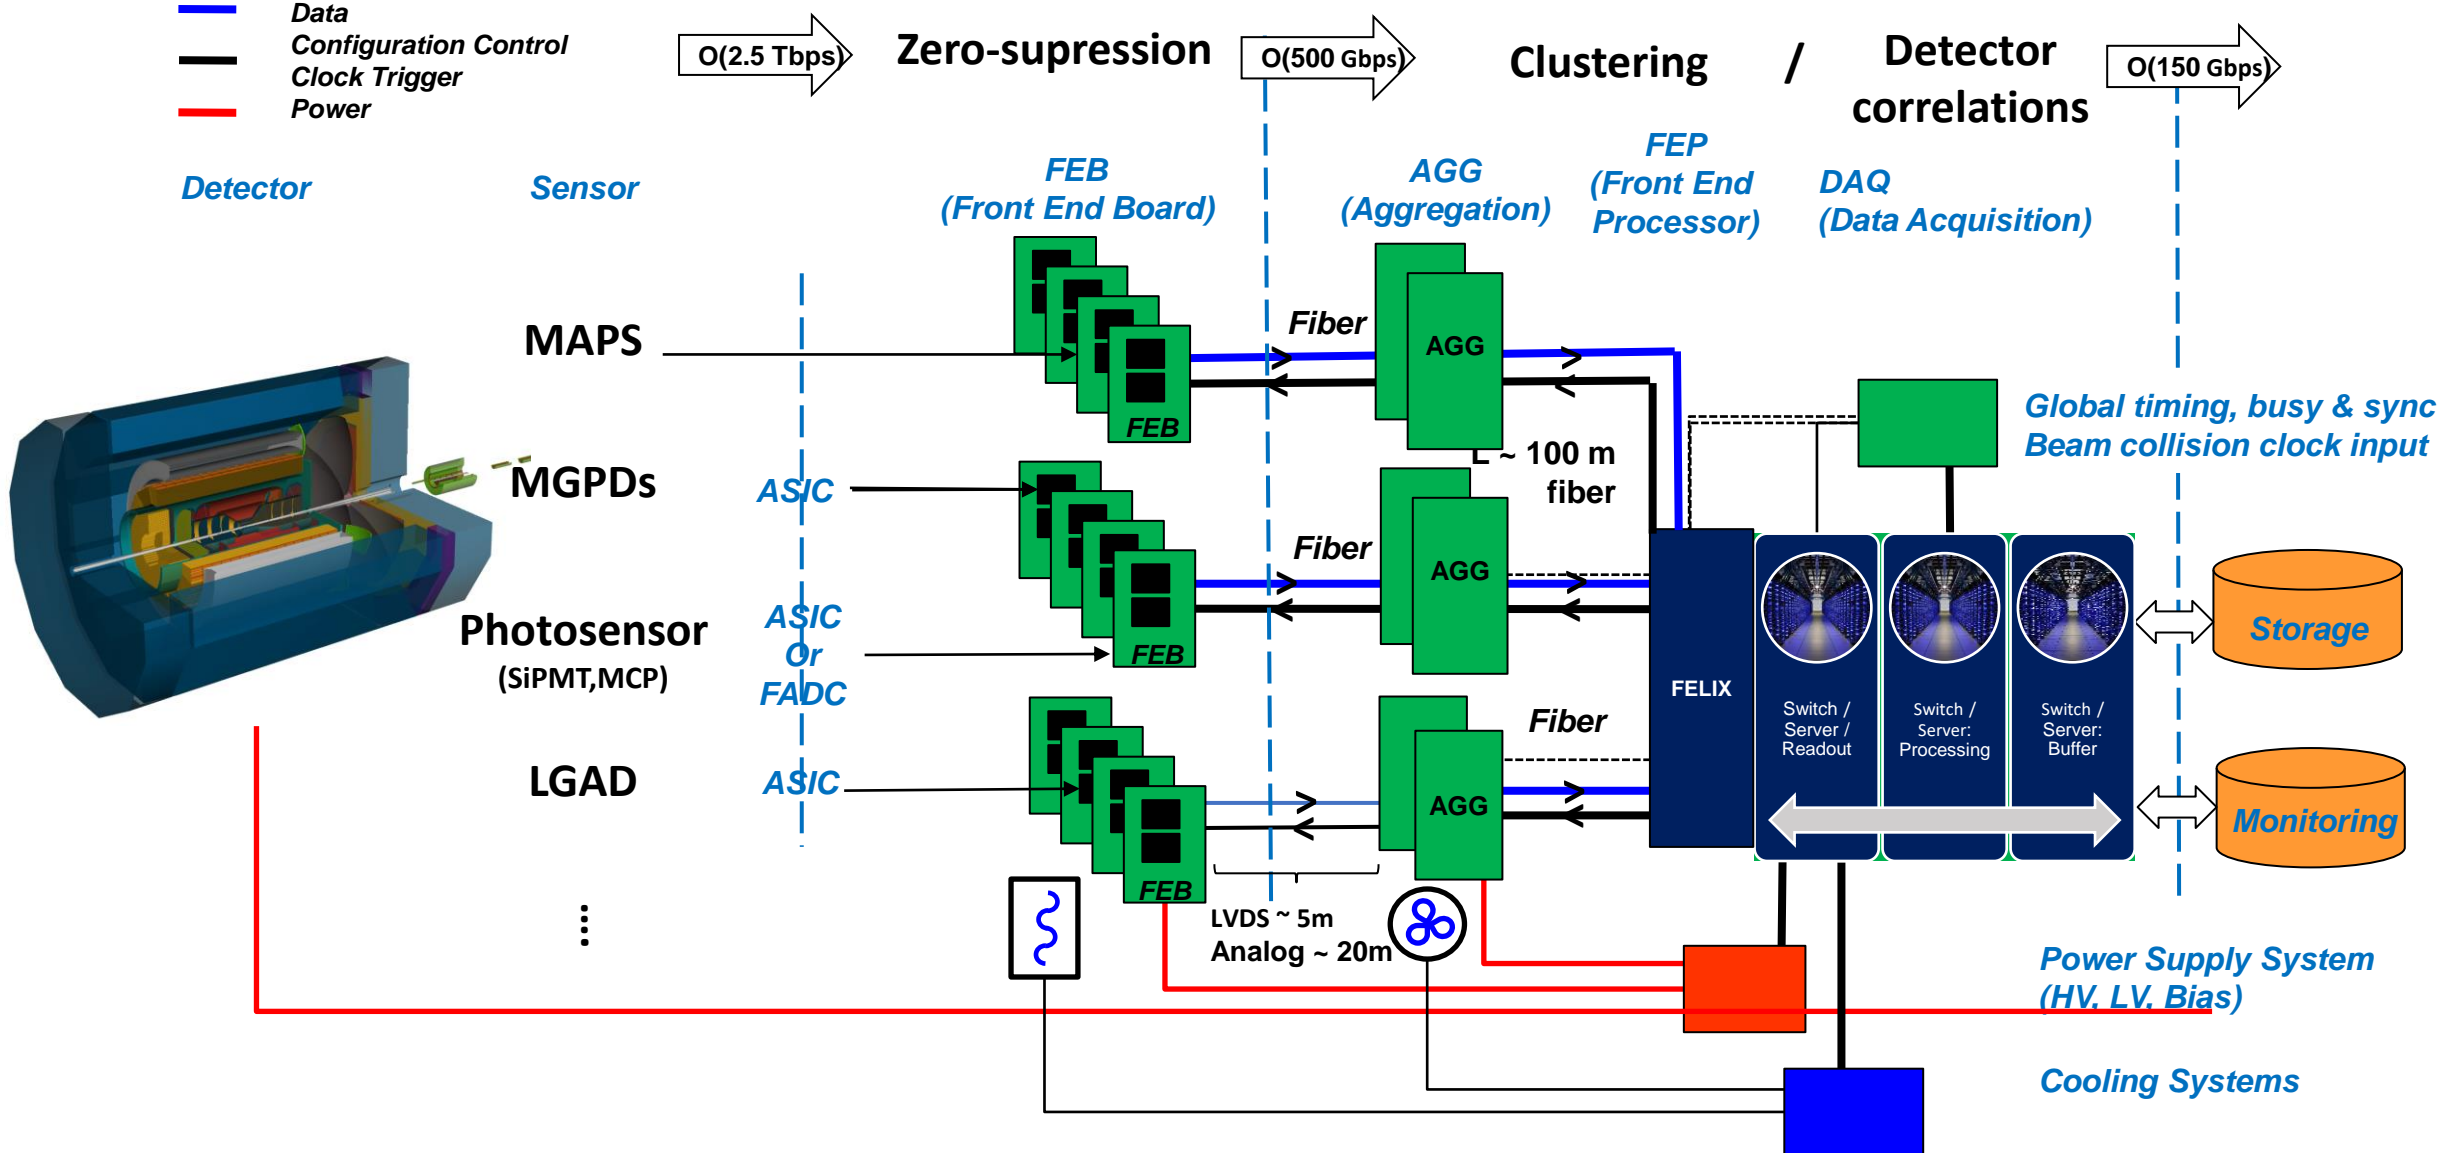 Data
Configuration Control
Clock Trigger
Power
O(2.5 Tbps)
Zero-supression
O(500 Gbps)
Clustering / Detector
correlations
O(150 Gbps)
Detector
Sensor
FEB
(Front End Board)
AGG
(Aggregation)
FEP
(Front End
Processor)
DAQ
(Data Acquisition)
MAPS
FEB
Fiber
AGG
L ~ 100 m
fiber
Global timing, busy & sync
Beam collision clock input
MGPDs
ASIC
Fiber
AGG
FEB
Photosensor
(SiPMT,MCP)
ASIC
Or
FADC
FELIX
Switch /
Server /
Readout
Switch /
Server:
Processing
Switch /
Server:
Buffer
Storage
Monitoring
LGAD
ASIC
Fiber
AGG
FEB
LVDS ~ 5m
Analog ~ 20m
Power Supply System
(HV, LV, Bias)
Cooling Systems